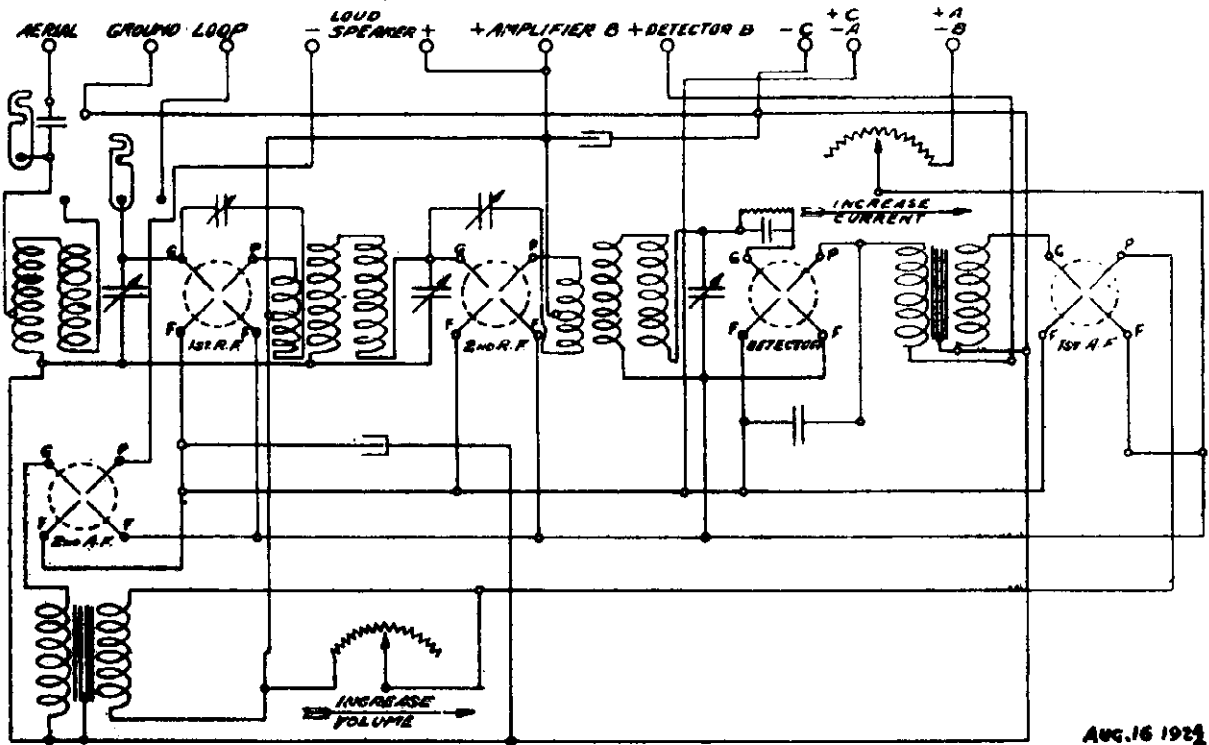 AERIAL GROUND LOOP - LOUD SPEAKER + + AMPLIFIER B + DETECTOR B - C + C - A + A - B
INCREASE CURRENT
G P
F F
1ST R.F.
G P
F F
2ND R.F.
G P
F F
DETECTOR
G P
F F
1ST A.F
G P
F F
2ND A.F.
INCREASE
VOLUME
AUG. 16 1924